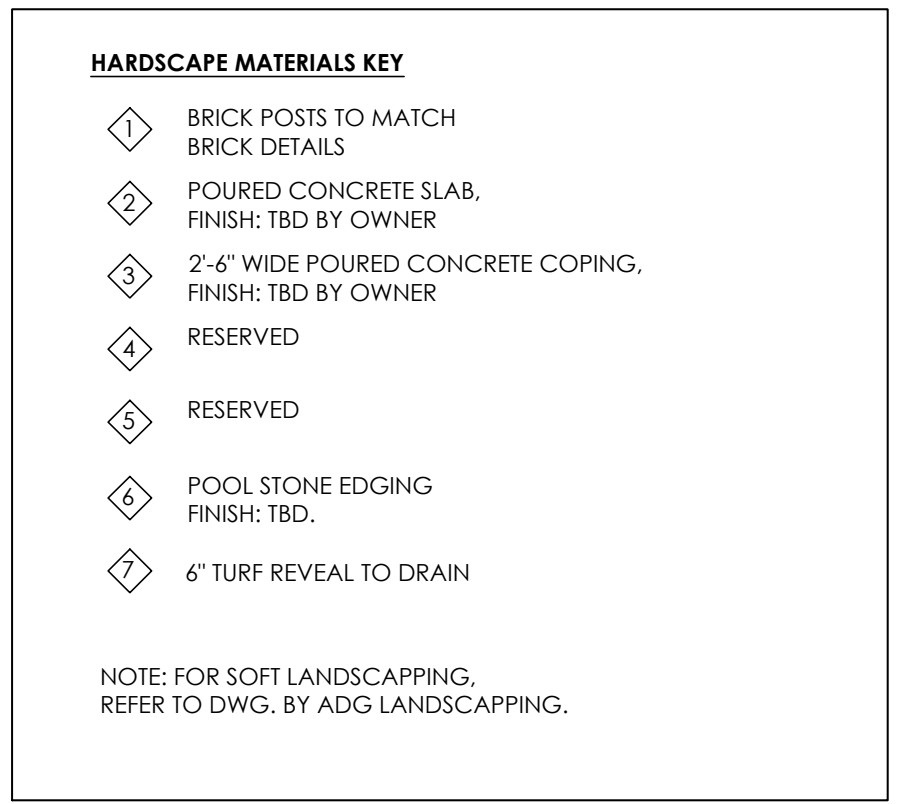 HARDSCAPE MATERIALS KEY
1 BRICK POSTS TO MATCH
BRICK DETAILS
2 POURED CONCRETE SLAB,
FINISH: TBD BY OWNER
3 2'-6" WIDE POURED CONCRETE COPING,
FINISH: TBD BY OWNER
4 RESERVED
5 RESERVED
6 POOL STONE EDGING
FINISH: TBD.
7 6" TURF REVEAL TO DRAIN
NOTE: FOR SOFT LANDSCAPPING,
REFER TO DWG. BY ADG LANDSCAPPING.